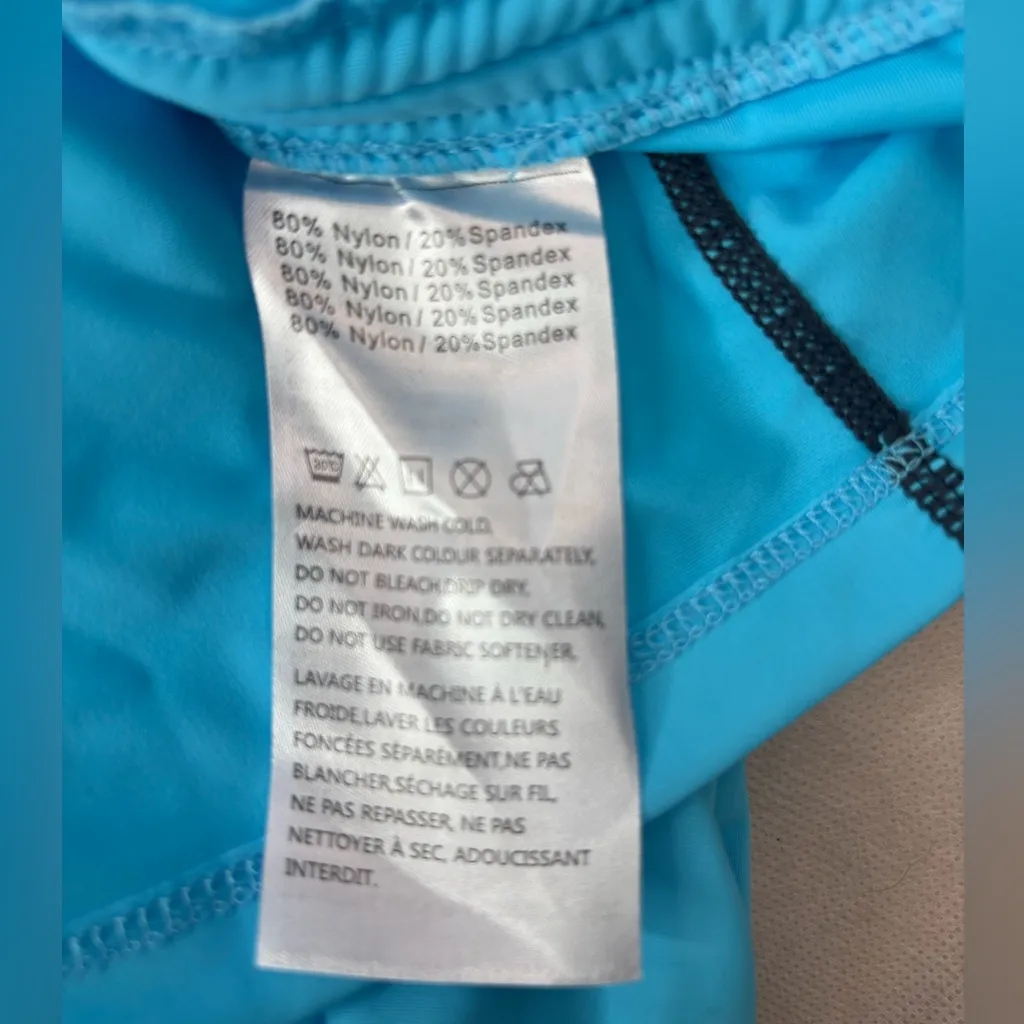 80% Nylon / 20% Spandex
80% Nylon / 20% Spandex
80% Nylon / 20% Spandex
80% Nylon / 20% Spandex
80% Nylon / 20% Spandex
30°C
MACHINE WASH COLD,
WASH DARK COLOUR SEPARATELY,
DO NOT BLEACH,DRIP DRY,
DO NOT IRON,DO NOT DRY CLEAN,
DO NOT USE FABRIC SOFTENER,
LAVAGE EN MACHINE À L'EAU
FROIDE,LAVER LES COULEURS
FONCÉES SÉPARÉMENT,NE PAS
BLANCHER,SÉCHAGE SUR FIL,
NE PAS REPASSER, NE PAS
NETTOYER À SEC, ADOUCISSANT
INTERDIT.